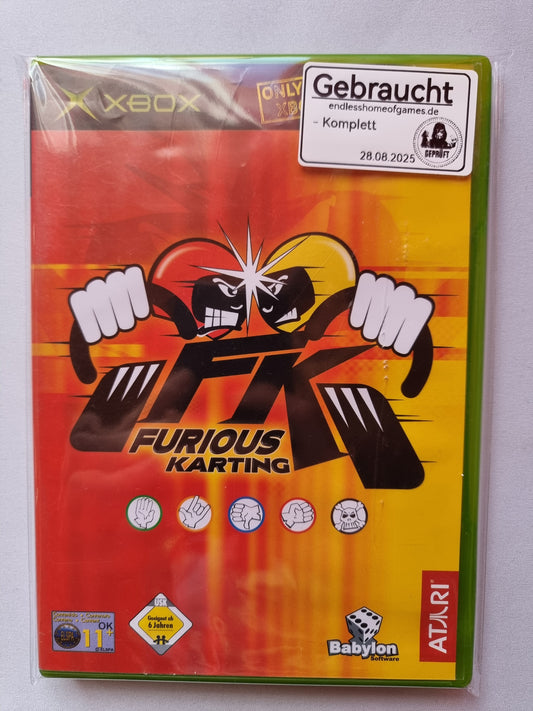 XBOX
ONLY
XBO
Gebraucht
endlesshomeofgames.de
- Komplett
GEPRÜFT
28.08.2025
FK
FURIOUS
KARTING
OK
11+
Geeignet ab
6 Jahren
Babylon
Software
ATARI